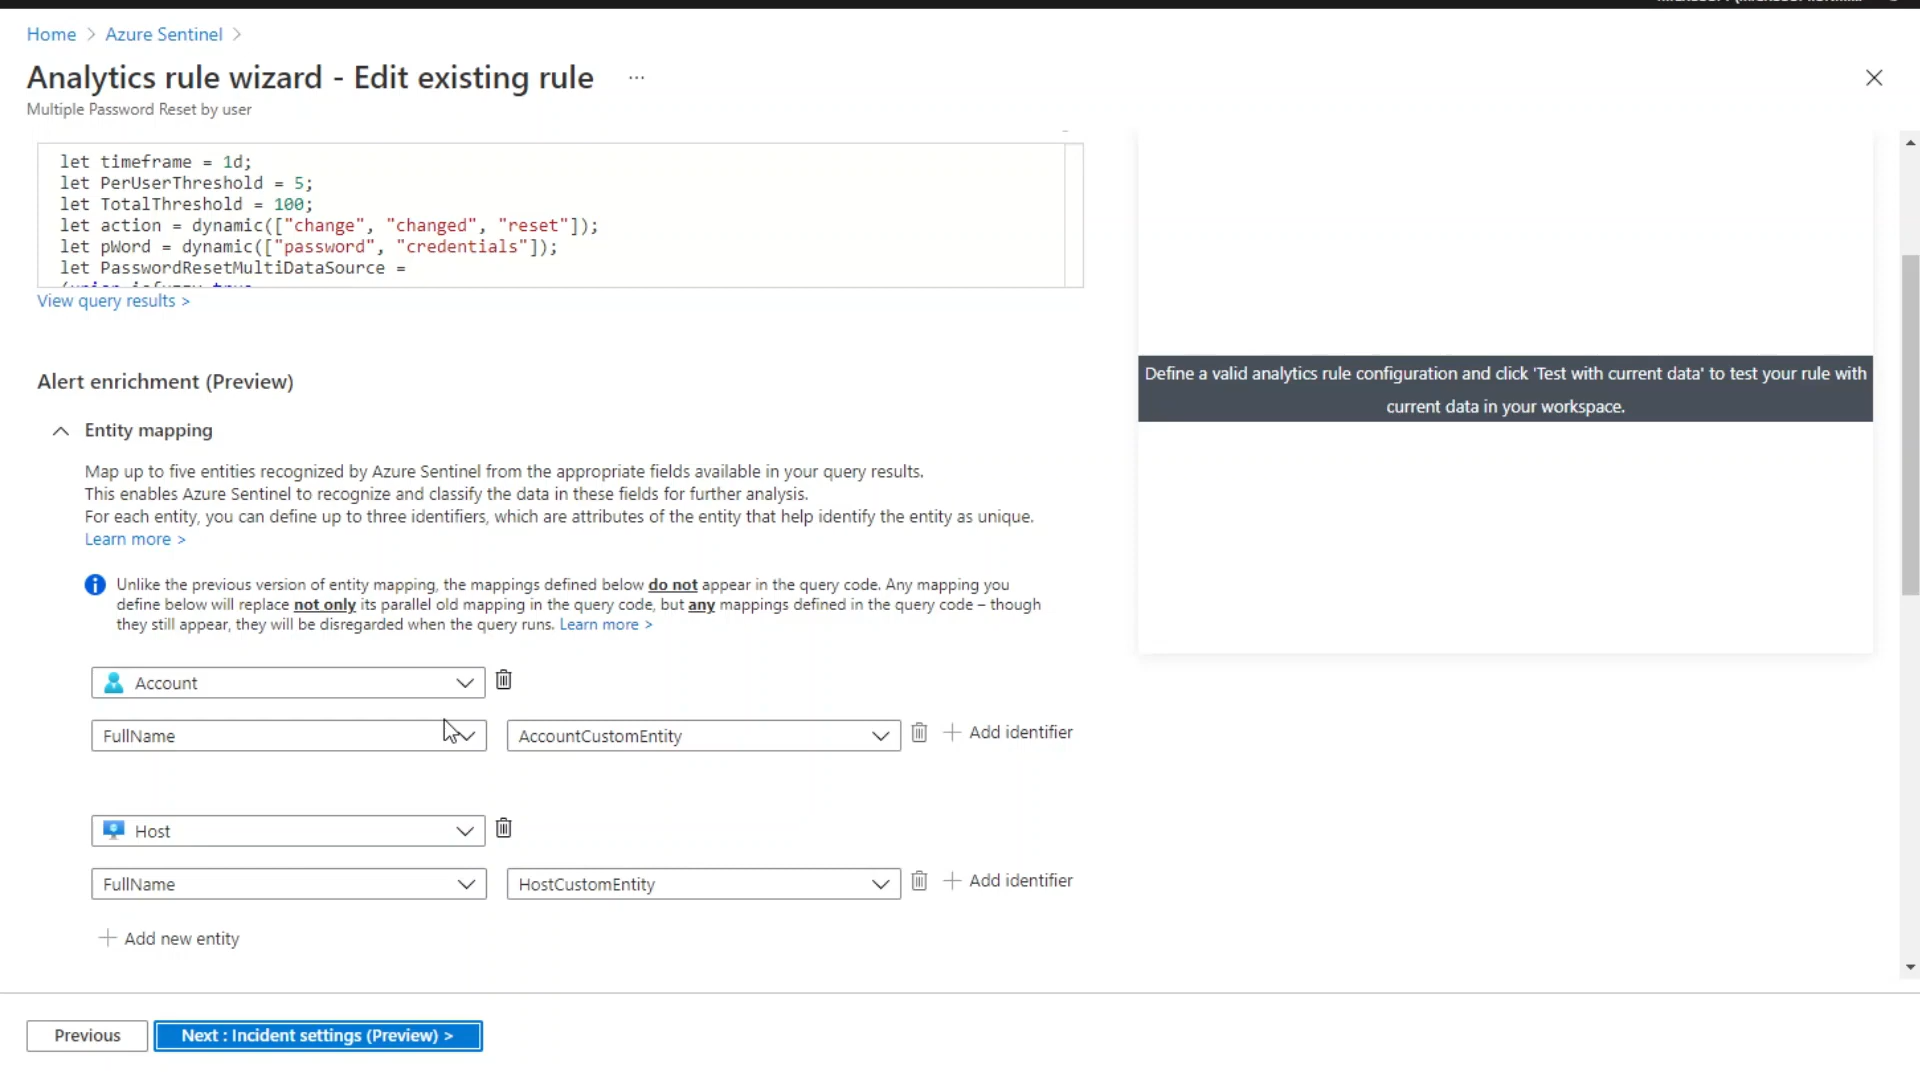 Home > Azure Sentinel >
Analytics rule wizard - Edit existing rule ...
Multiple Password Reset by user
let timeframe = 1d;
let PerUserThreshold = 5;
let TotalThreshold = 100;
let action = dynamic(["change", "changed", "reset"]);
let pWord = dynamic(["password", "credentials"]);
let PasswordResetMultiDataSource =
View query results >
Define a valid analytics rule configuration and click 'Test with current data' to test your rule with
current data in your workspace.
Alert enrichment (Preview)
Entity mapping
Map up to five entities recognized by Azure Sentinel from the appropriate fields available in your query results.
This enables Azure Sentinel to recognize and classify the data in these fields for further analysis.
For each entity, you can define up to three identifiers, which are attributes of the entity that help identify the entity as unique.
Learn more >
Unlike the previous version of entity mapping, the mappings defined below do not appear in the query code. Any mapping you
define below will replace not only its parallel old mapping in the query code, but any mappings defined in the query code – though
they still appear, they will be disregarded when the query runs. Learn more >
Account
FullName AccountCustomEntity + Add identifier
Host
FullName HostCustomEntity + Add identifier
+ Add new entity
Previous Next : Incident settings (Preview) >